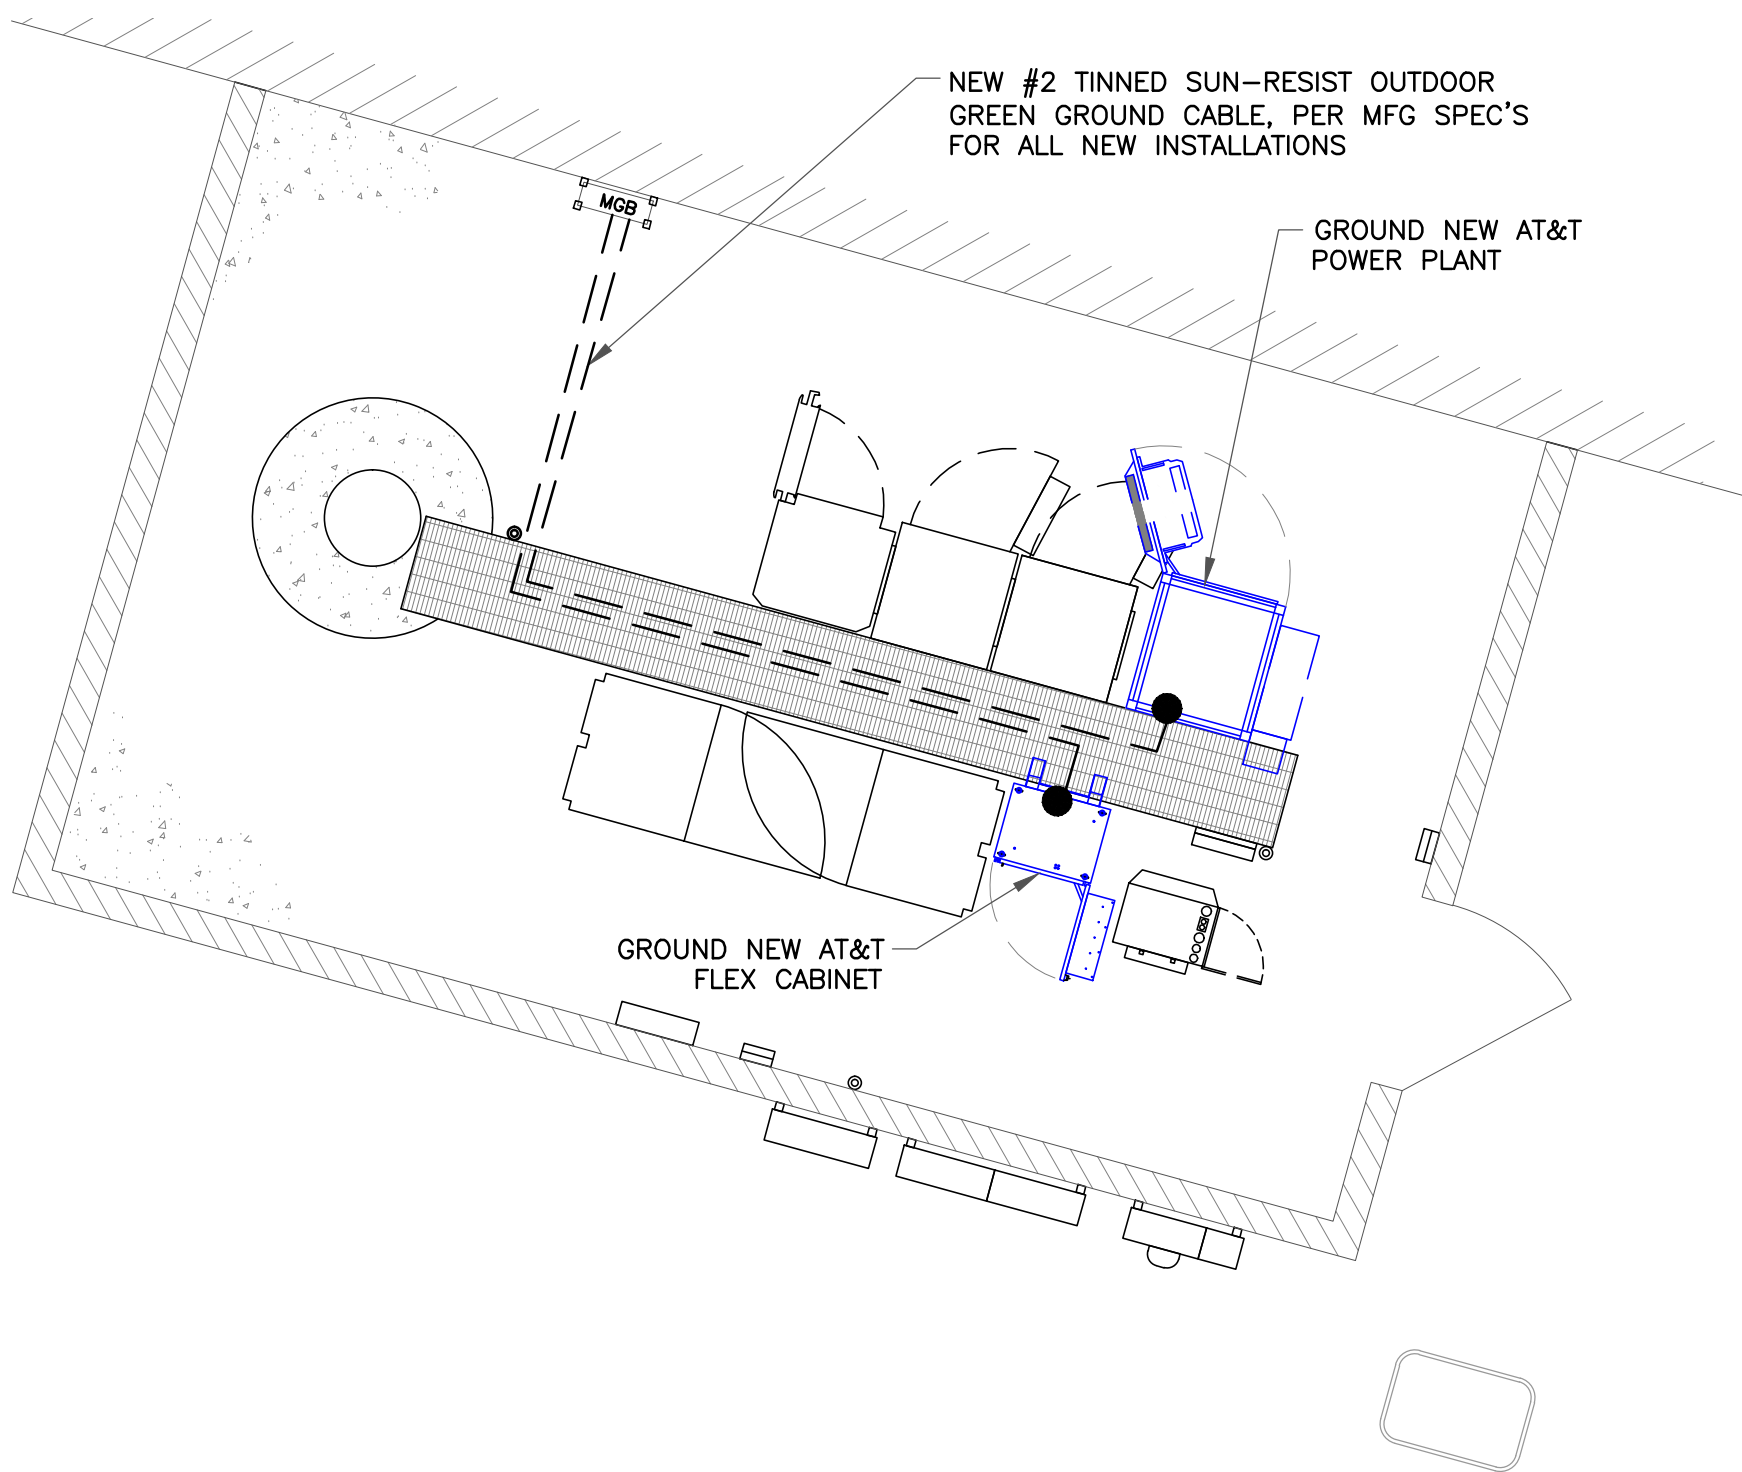 NEW #2 TINNED SUN-RESIST OUTDOOR
GREEN GROUND CABLE, PER MFG SPEC'S
FOR ALL NEW INSTALLATIONS
MGB
GROUND NEW AT&T
POWER PLANT
GROUND NEW AT&T
FLEX CABINET